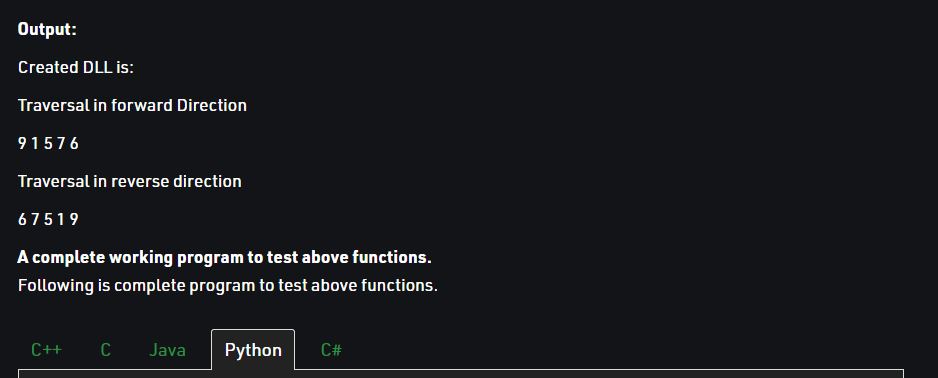 Output:
Created DLL is:
Traversal in forward Direction
9 1 5 7 6
Traversal in reverse direction
6 7 5 1 9
A complete working program to test above functions.
Following is complete program to test above functions.
C++ C Java Python C#